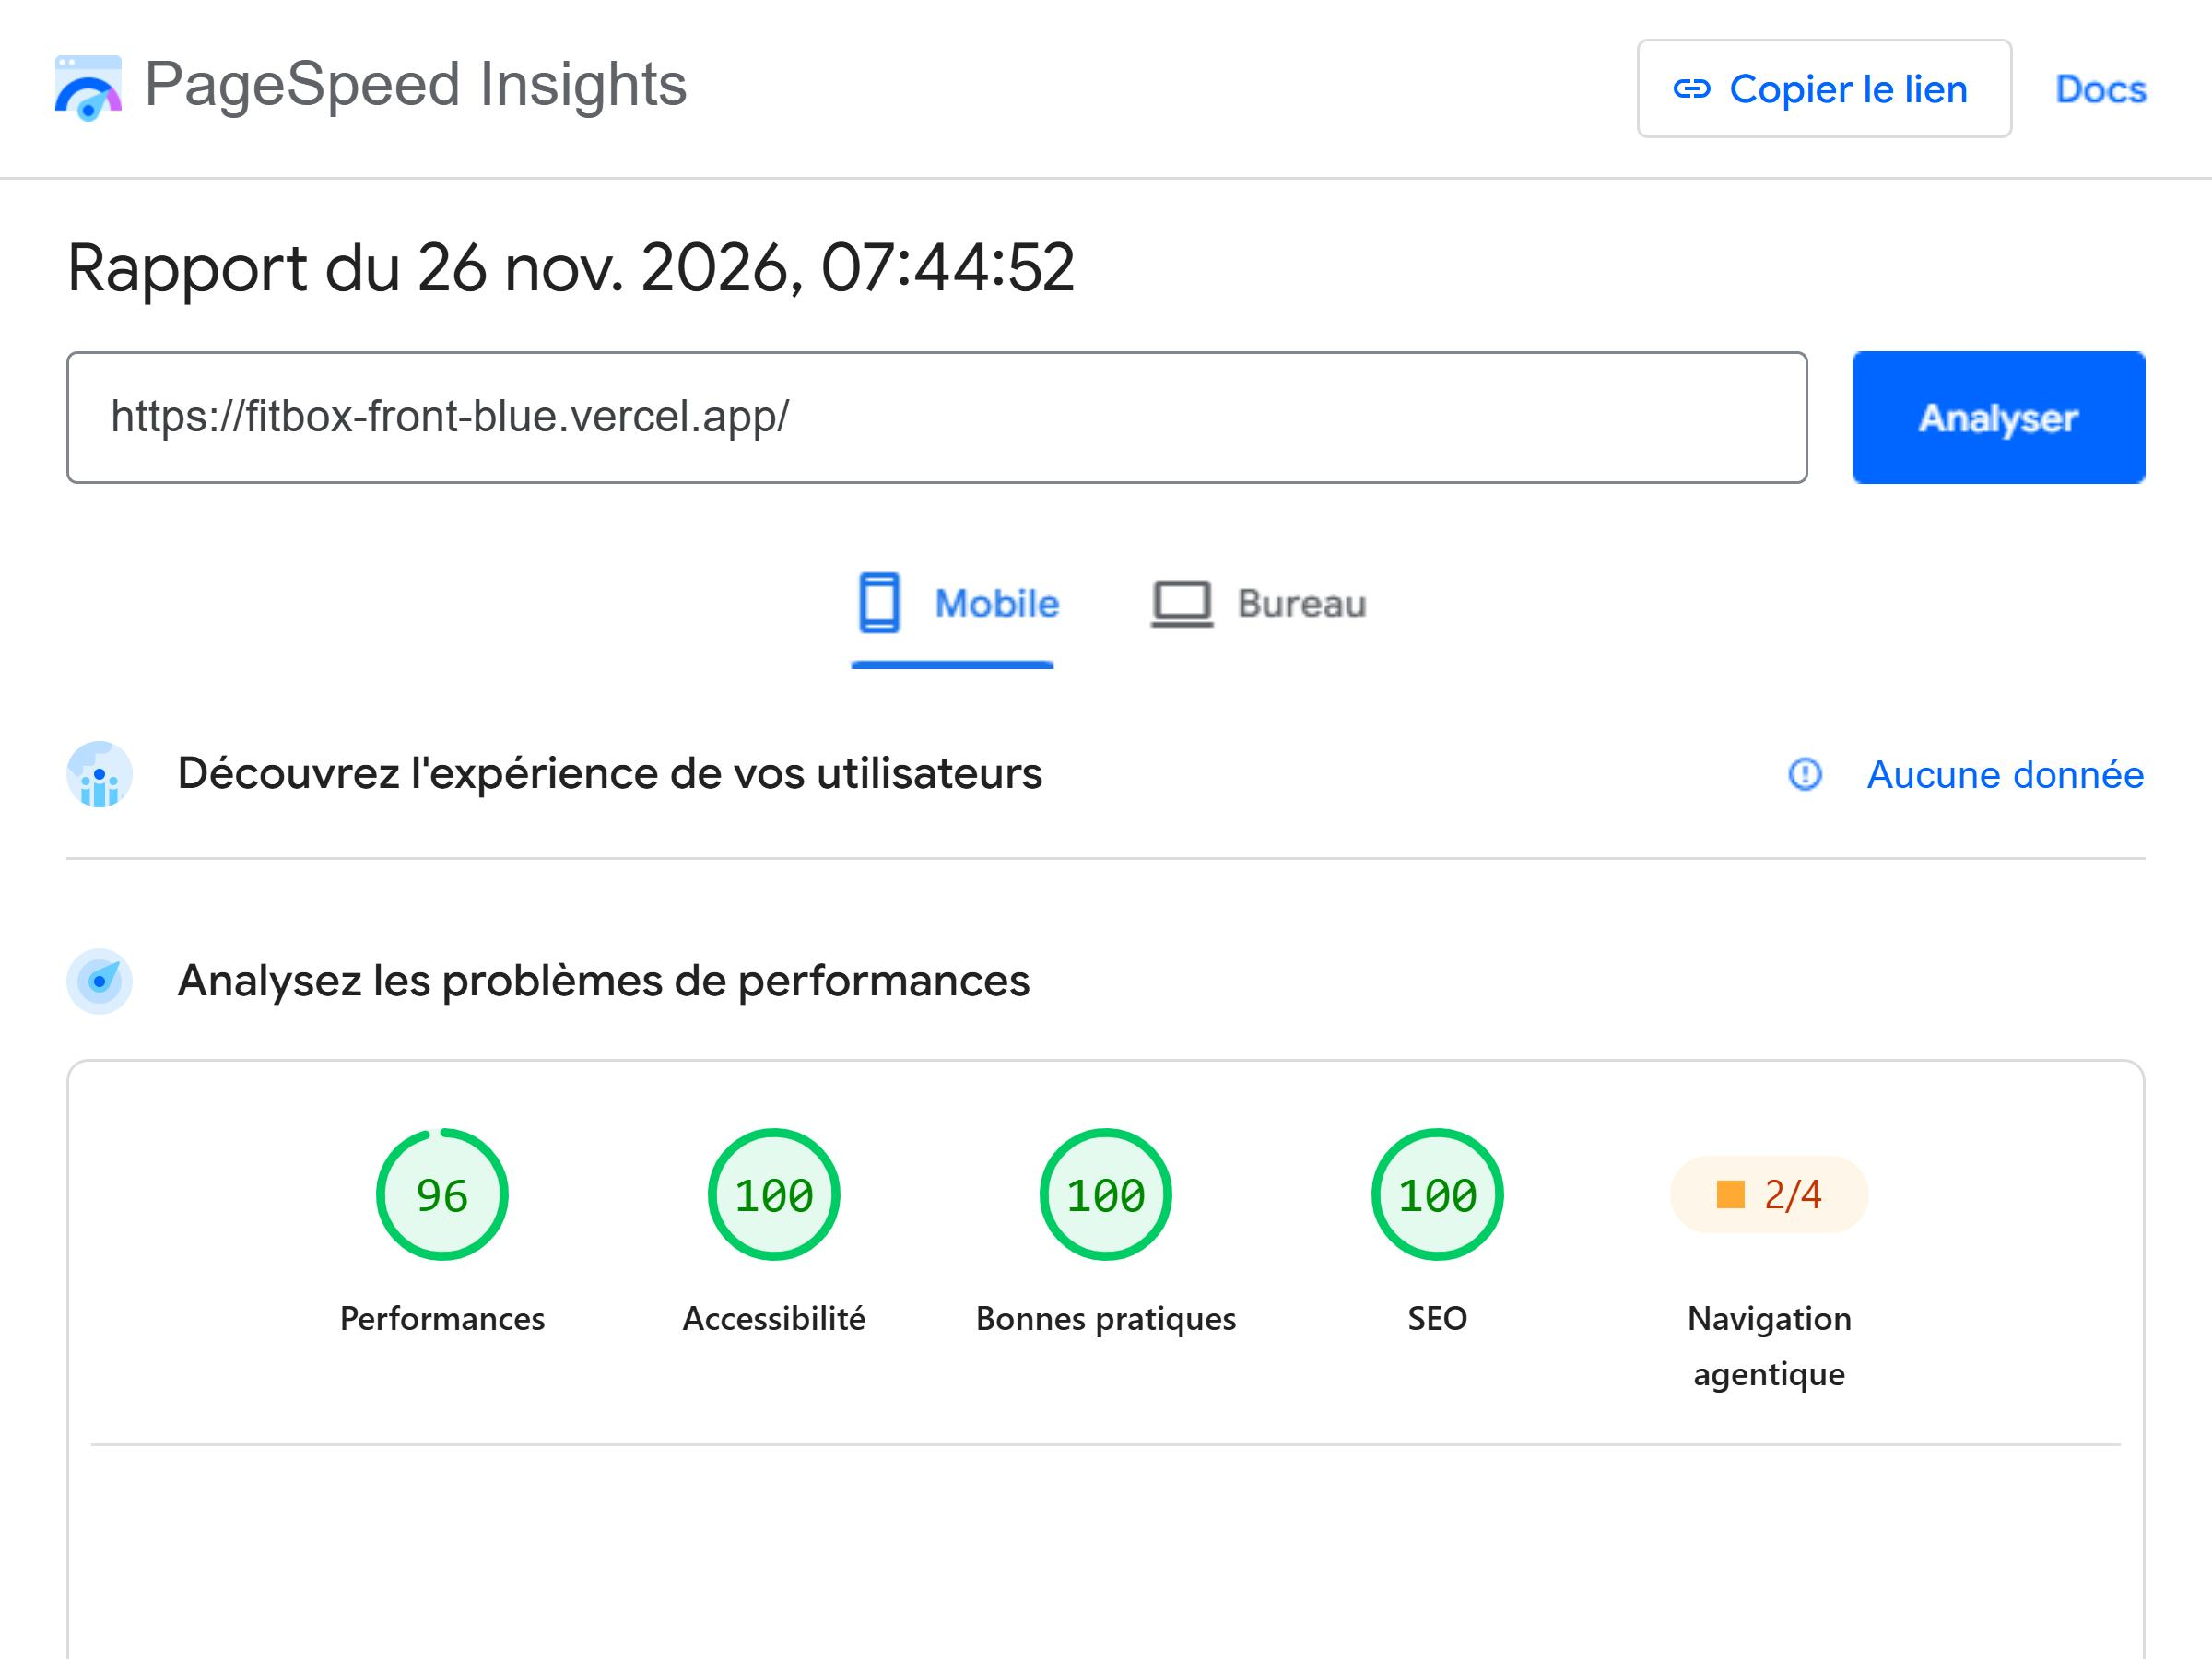 PageSpeed Insights
Copier le lien
Docs
Rapport du 26 nov. 2026, 07:44:52
https://fitbox-front-blue.vercel.app/
Analyser
Mobile
Bureau
Découvrez l'expérience de vos utilisateurs
Aucune donnée
Analysez les problèmes de performances
96
100
100
100
2/4
Performances
Accessibilité
Bonnes pratiques
SEO
Navigation
agentique